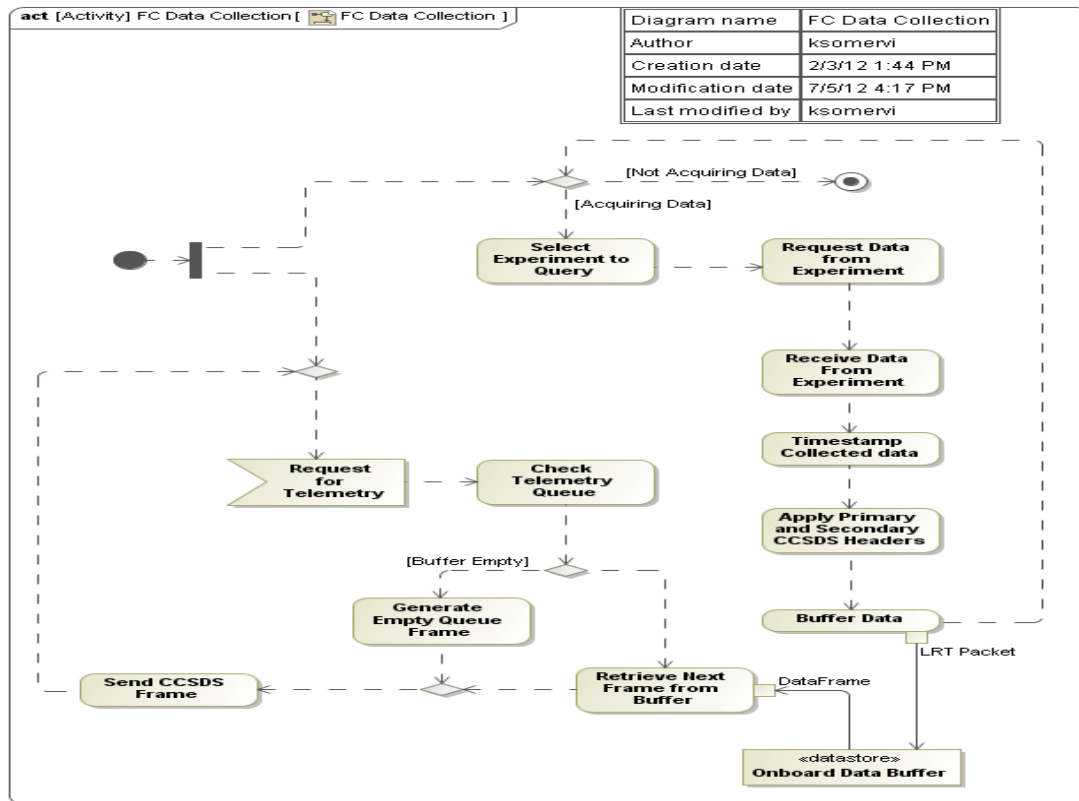 act [Activity] FC Data Collection [ FC Data Collection ]
Diagram name FC Data Collection
Author ksomervi
Creation date 2/3/12 1:44 PM
Modification date 7/5/12 4:17 PM
Last modified by ksomervi
[Not Acquiring Data]
[Acquiring Data]
Select
Experiment to
Query
Request Data
from
Experiment
Receive Data
From
Experiment
Timestamp
Collected data
Request
for
Telemetry
Check
Telemetry
Queue
Apply Primary
and Secondary
CCSDS Headers
[Buffer Empty]
Generate
Empty Queue
Frame
Buffer Data
LRT Packet
Send CCSDS
Frame
Retrieve Next
Frame from
Buffer
DataFrame
«datastore»
Onboard Data Buffer